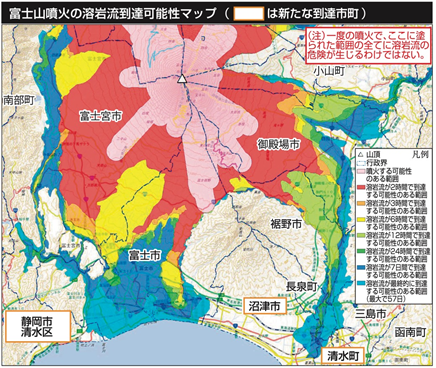 富士山噴火の溶岩流到達可能性マップ（　　は新たな到達市町）
(注)一度の噴火で、ここに塗
られた範囲の全てに溶岩流の
危険が生じるわけではない。
小山町
南部町
富士宮市
御殿場市
裾野市
富士市
長泉町
沼津市
静岡市
清水区
三島市
函南町
清水町
凡例
山頂
行政界
噴火する可能性
のある範囲
溶岩流が2時間で到達
する可能性のある範囲
溶岩流が3時間で到達
する可能性のある範囲
溶岩流が6時間で到達
する可能性のある範囲
溶岩流が12時間で到達
する可能性のある範囲
溶岩流が24時間で到達
する可能性のある範囲
溶岩流が7日間で到達
する可能性のある範囲
溶岩流が最終的に到達
する可能性のある範囲
(最大で57日)